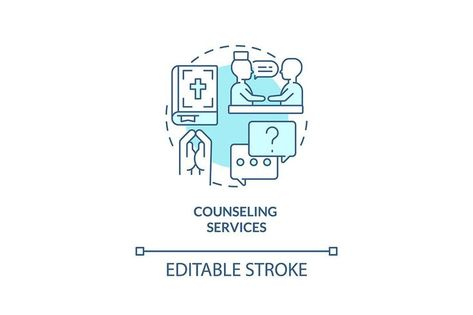 ?
COUNSELING
SERVICES
EDITABLE STROKE